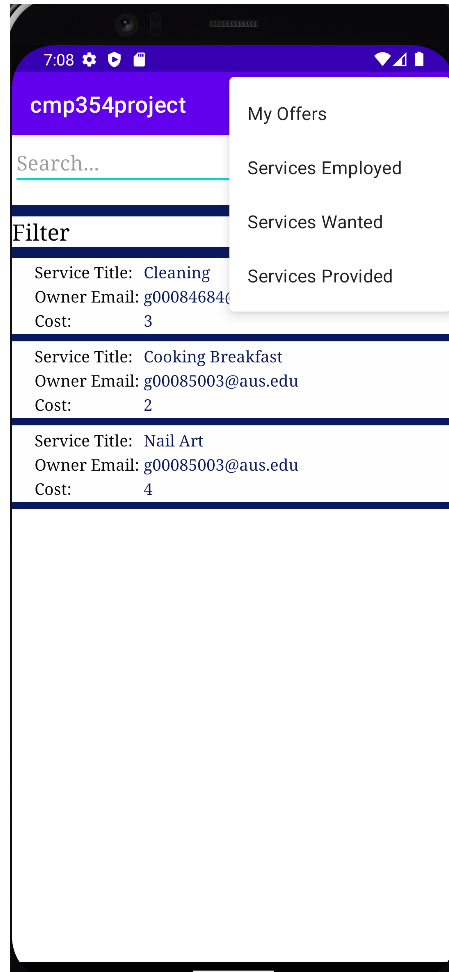 7:08
cmp354project
My Offers
Services Employed
Services Wanted
Services Provided
Search...
Filter
Service Title: Cleaning
Owner Email: g00084684
Cost: 3
Service Title: Cooking Breakfast
Owner Email: g00085003@aus.edu
Cost: 2
Service Title: Nail Art
Owner Email: g00085003@aus.edu
Cost: 4